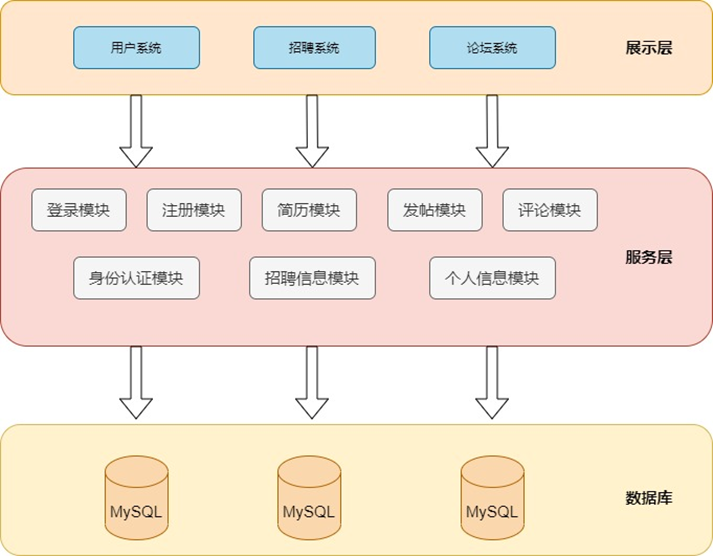 用户系统
招聘系统
论坛系统
展示层
登录模块
注册模块
简历模块
发帖模块
评论模块
身份认证模块
招聘信息模块
个人信息模块
服务层
MySQL
MySQL
MySQL
数据库